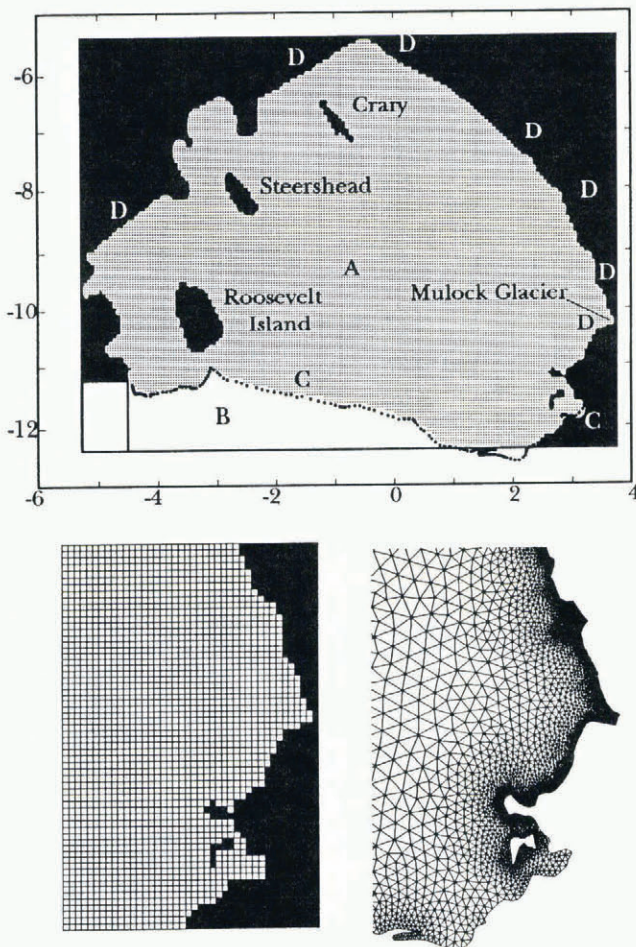 -6
-8
-10
-12
-6
-4
-2
0
2
4
D
D
Crary
D
Steershead
D
D
A
D
Roosevelt
Island
Mulock Glacier
D
C
B
C